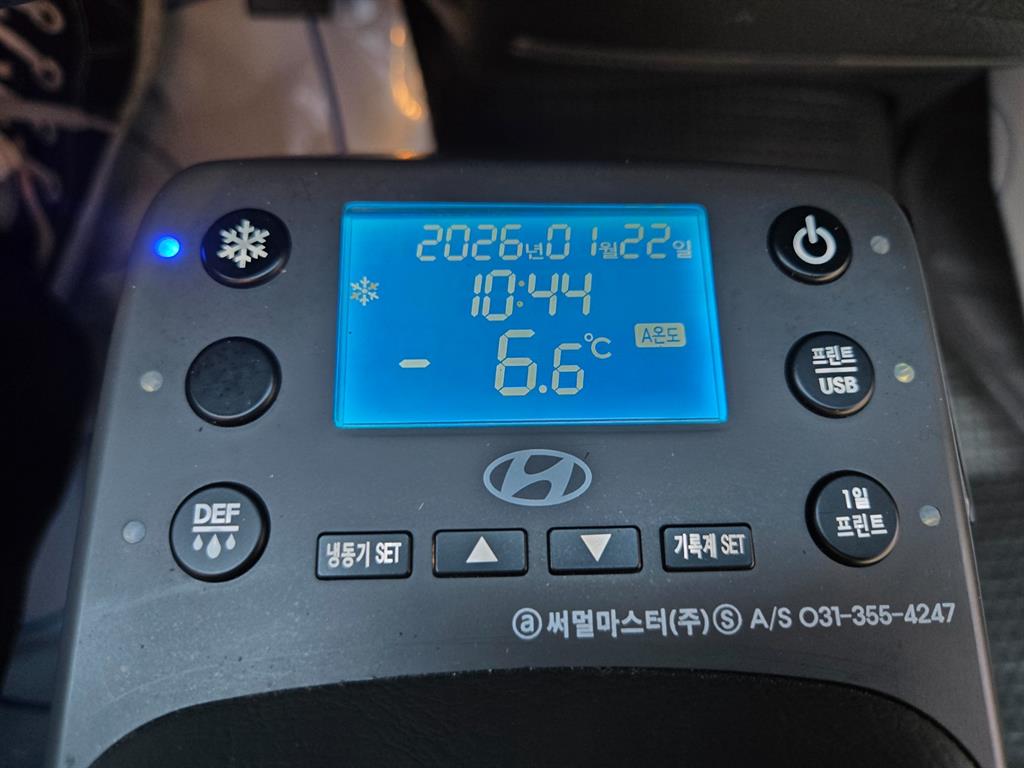 2026년01월22일
10:44
-6.6℃
A온도
프린트
USB
DEF
1일
프린트
냉동기 SET
기록계 SET
ⓐ써멀마스터(주)Ⓢ A/S 031-355-4247